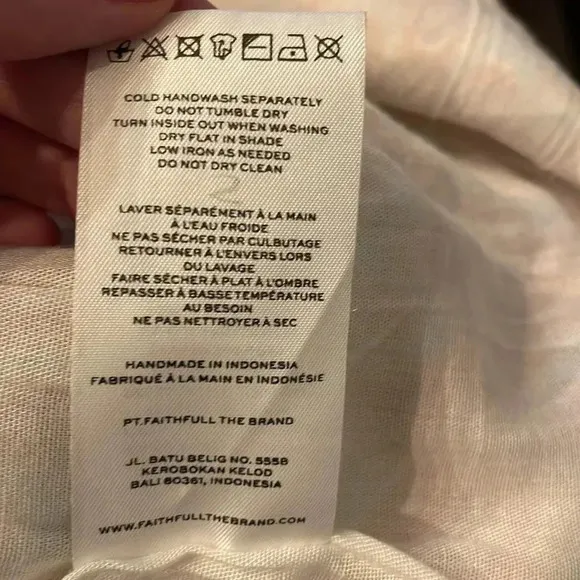 COLD HANDWASH SEPARATELY
DO NOT TUMBLE DRY
TURN INSIDE OUT WHEN WASHING
DRY FLAT IN SHADE
LOW IRON AS NEEDED
DO NOT DRY CLEAN
LAVER SÉPARÉMENT À LA MAIN
À L'EAU FROIDE
NE PAS SÉCHER PAR CULBUTAGE
RETOURNER À L'ENVERS LORS
DU LAVAGE
FAIRE SÉCHER À PLAT À L'OMBRE
REPASSER À BASSE TEMPÉRATURE
AU BESOIN
NE PAS NETTROYER À SEC
HANDMADE IN INDONESIA
FABRIQUÉ À LA MAIN EN INDONÉSIE
PT.FAITHFULL THE BRAND
JL. BATU BELIG NO. 555B
KEROBOKAN KELOD
BALI 80361, INDONESIA
WWW.FAITHFULLTHEBRAND.COM